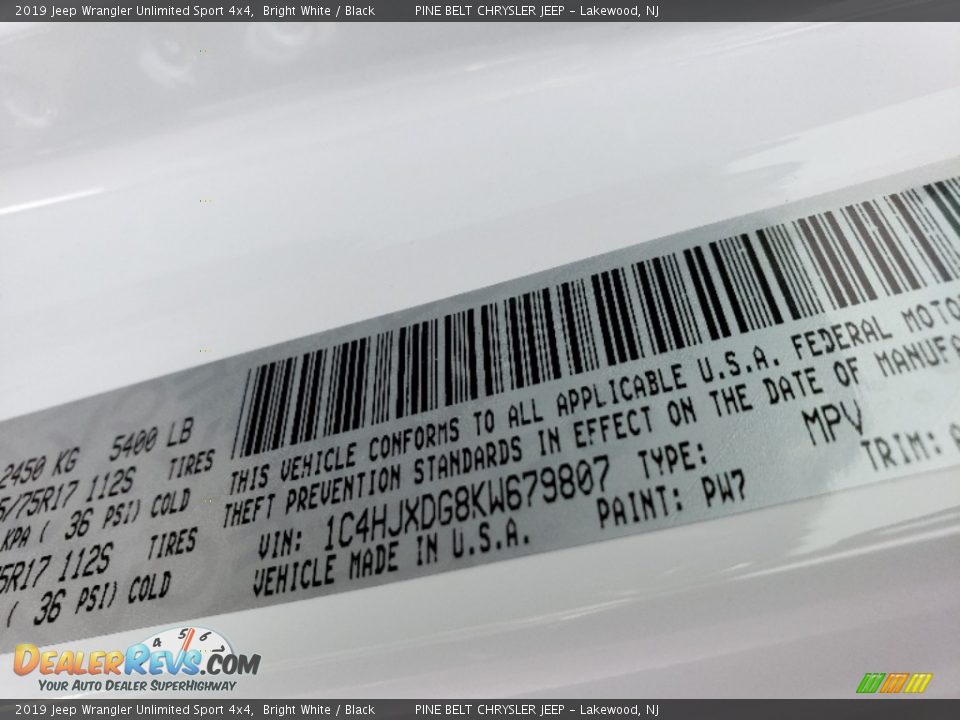 2019 Jeep Wrangler Unlimited Sport 4x4, Bright White / Black PINE BELT CHRYSLER JEEP – Lakewood, NJ
2450 KG 5400 LB
5/75R17 112S TIRES
KPA ( 36 PSI) COLD
5R17 112S TIRES
( 36 PSI) COLD
THIS VEHICLE CONFORMS TO ALL APPLICABLE U.S.A. FEDERAL MOTO
THEFT PREVENTION STANDARDS IN EFFECT ON THE DATE OF MANUFA
VIN: 1C4HJXDG8KW679807 TYPE: MPV
VEHICLE MADE IN U.S.A. PAINT: PW7 TRIM:
4 5 6
DEALERREVS.COM
YOUR AUTO DEALER SUPERHIGHWAY
2019 Jeep Wrangler Unlimited Sport 4x4, Bright White / Black PINE BELT CHRYSLER JEEP – Lakewood, NJ